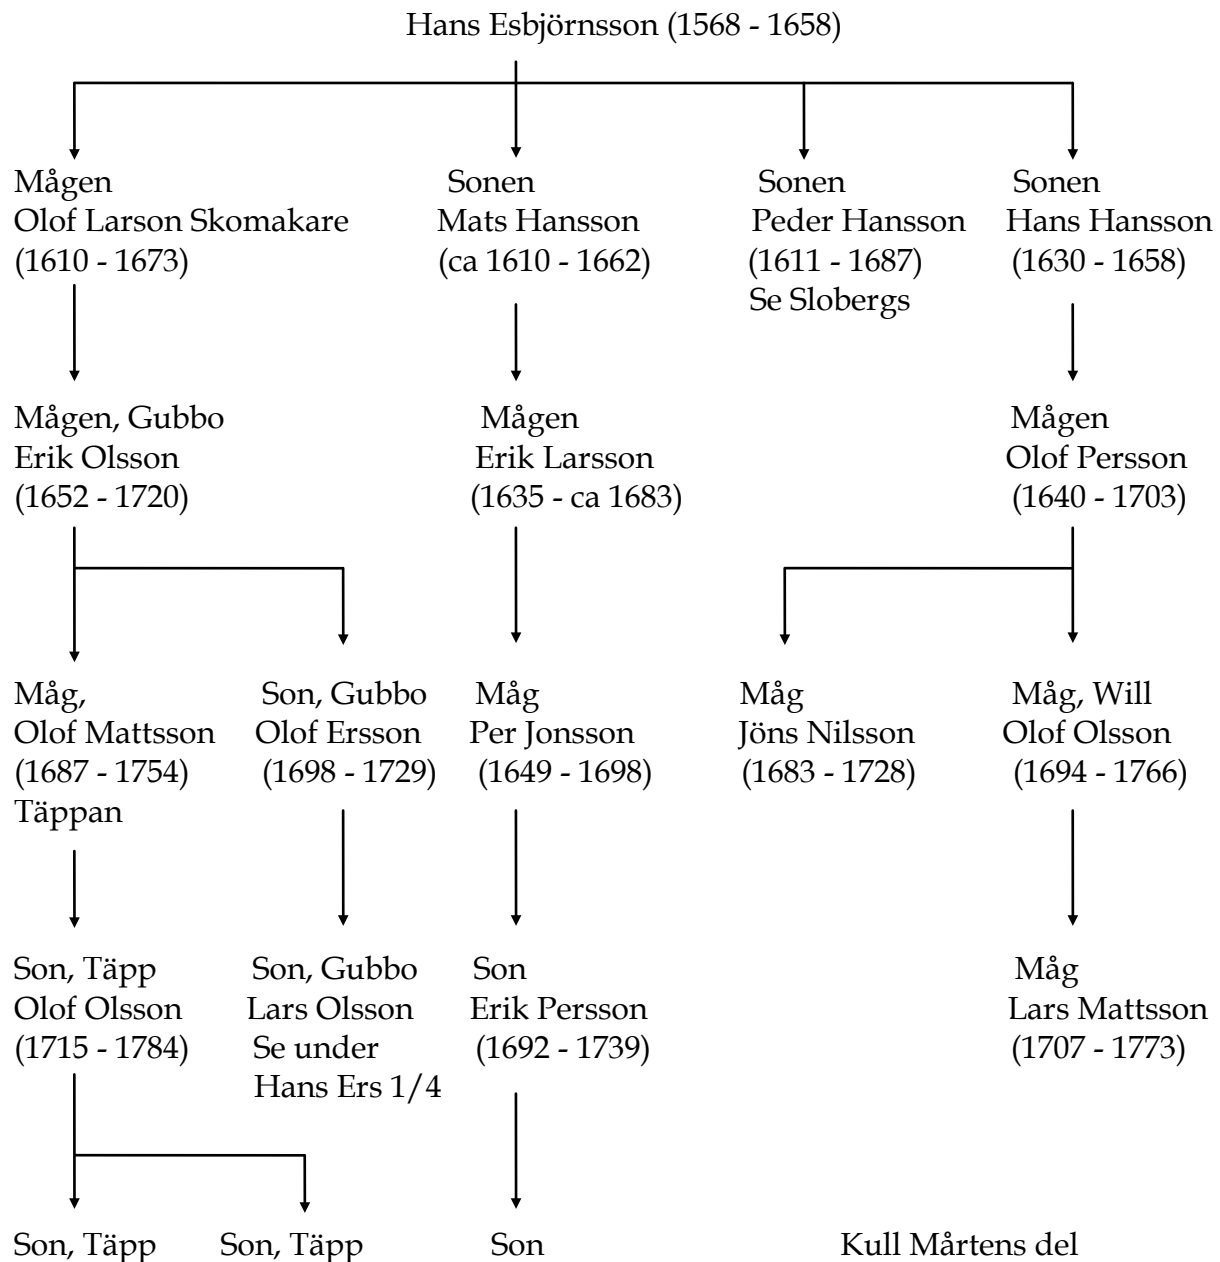 Hans Esbjörnsson (1568 - 1658)
Mågen
Olof Larson Skomakare
(1610 - 1673)
Sonen
Mats Hansson
(ca 1610 - 1662)
Sonen
Peder Hansson
(1611 - 1687)
Se Slobergs
Sonen
Hans Hansson
(1630 - 1658)
Mågen, Gubbo
Erik Olsson
(1652 - 1720)
Mågen
Erik Larsson
(1635 - ca 1683)
Mågen
Olof Persson
(1640 - 1703)
Måg,
Olof Mattsson
(1687 - 1754)
Täppan
Son, Gubbo
Olof Ersson
(1698 - 1729)
Måg
Per Jonsson
(1649 - 1698)
Måg
Jöns Nilsson
(1683 - 1728)
Måg, Will
Olof Olsson
(1694 - 1766)
Son, Täpp
Olof Olsson
(1715 - 1784)
Son, Gubbo
Lars Olsson
Se under
Hans Ers 1/4
Son
Erik Persson
(1692 - 1739)
Måg
Lars Mattsson
(1707 - 1773)
Son, Täpp
Son, Täpp
Son
Kull Mårtens del